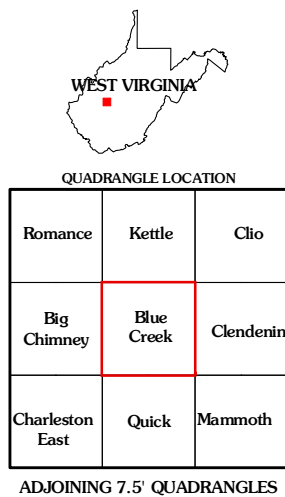 WEST VIRGINIA
QUADRANGLE LOCATION
Romance Kettle Clio
Big Chimney Blue Creek Clendenin
Charleston East Quick Mammoth
ADJOINING 7.5' QUADRANGLES